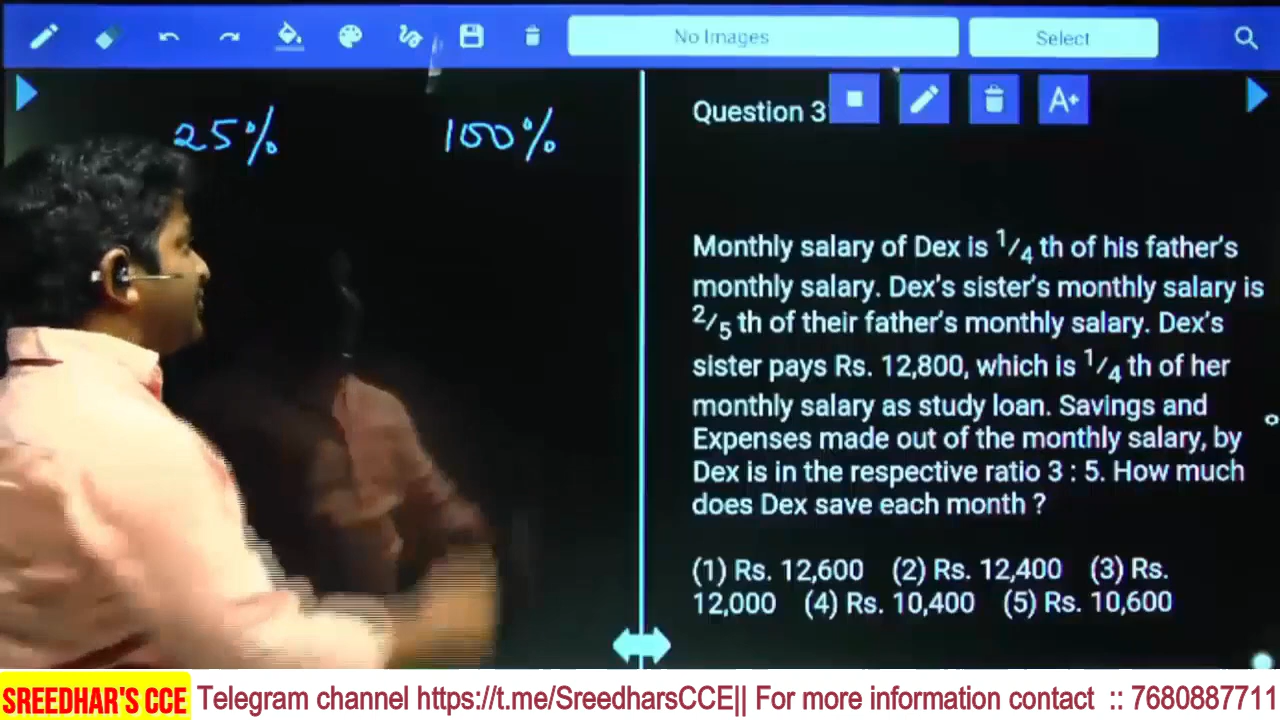 No Images
Select
25% 100%
Question 3
A+
Monthly salary of Dex is 1/4 th of his father's
monthly salary. Dex's sister's monthly salary is
2/5 th of their father's monthly salary. Dex's
sister pays Rs. 12,800, which is 1/4 th of her
monthly salary as study loan. Savings and
Expenses made out of the monthly salary, by
Dex is in the respective ratio 3 : 5. How much
does Dex save each month ?
(1) Rs. 12,600 (2) Rs. 12,400 (3) Rs.
12,000 (4) Rs. 10,400 (5) Rs. 10,600
SREEDHAR'S CCE Telegram channel https://t.me/SreedharsCCE|| For more information contact :: 7680887711